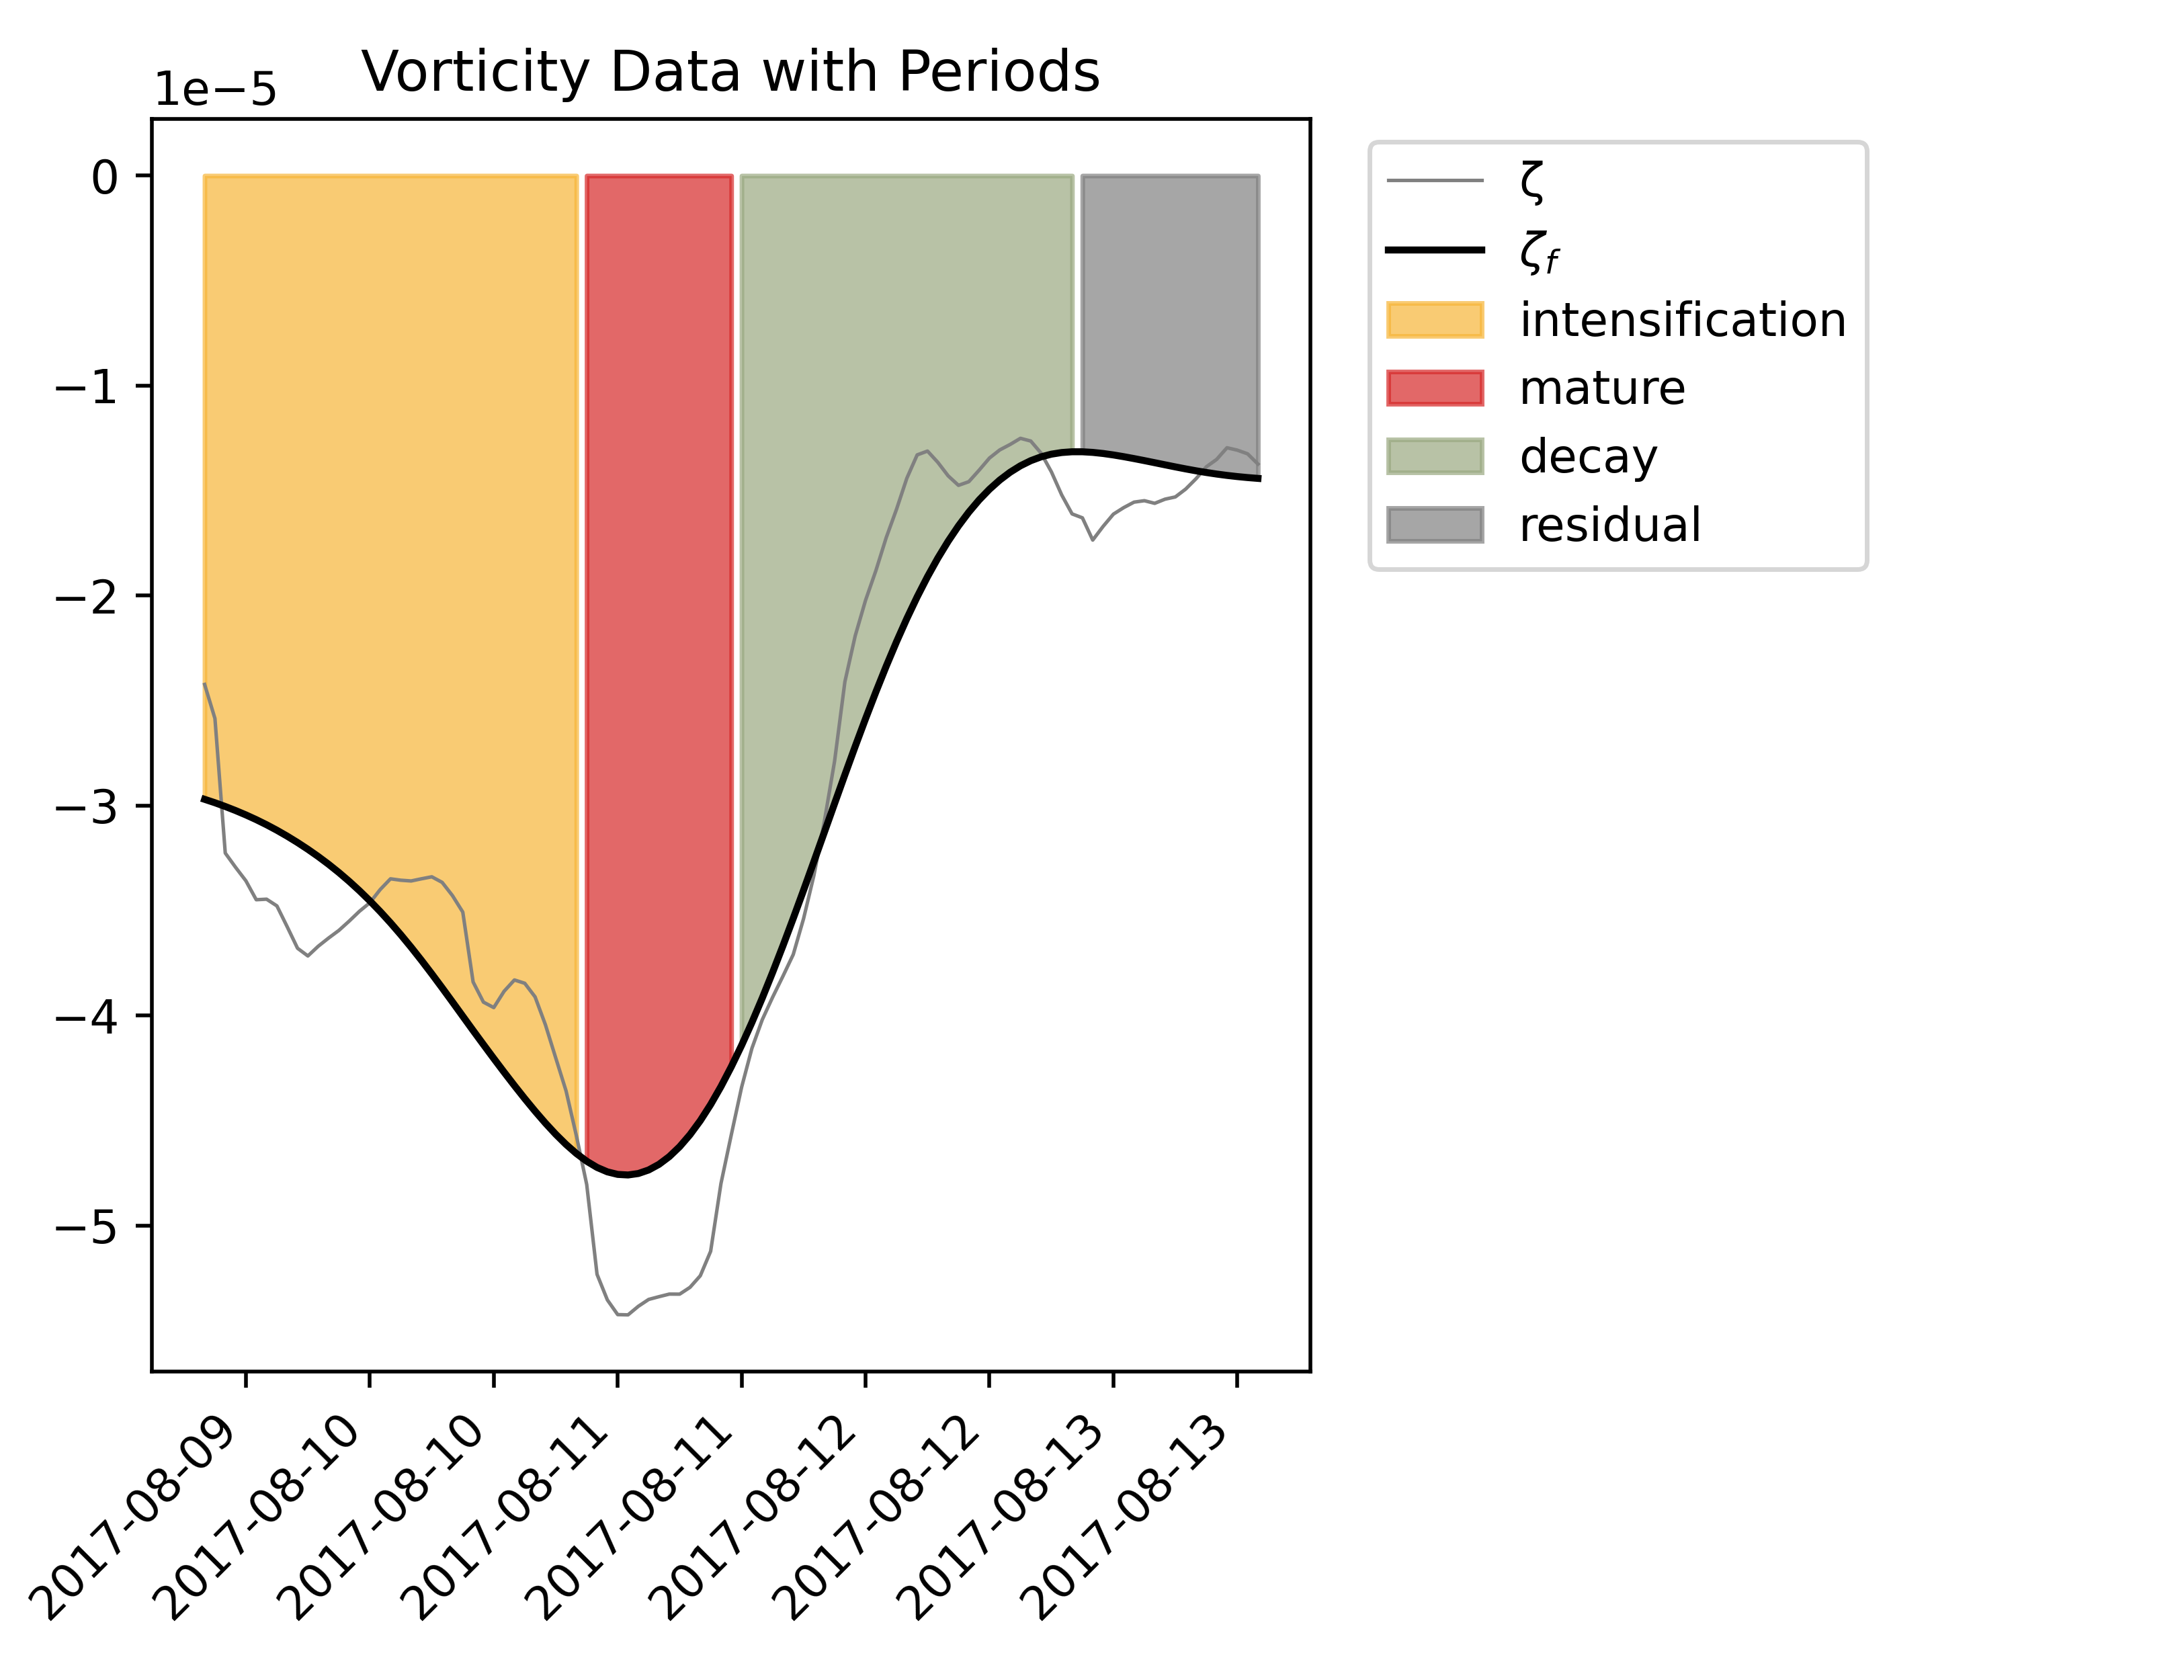 Vorticity Data with Periods
1e−5
0
−1
−2
−3
−4
−5
2017-08-09
2017-08-10
2017-08-10
2017-08-11
2017-08-11
2017-08-12
2017-08-12
2017-08-13
2017-08-13
ζ
ζf
intensification
mature
decay
residual